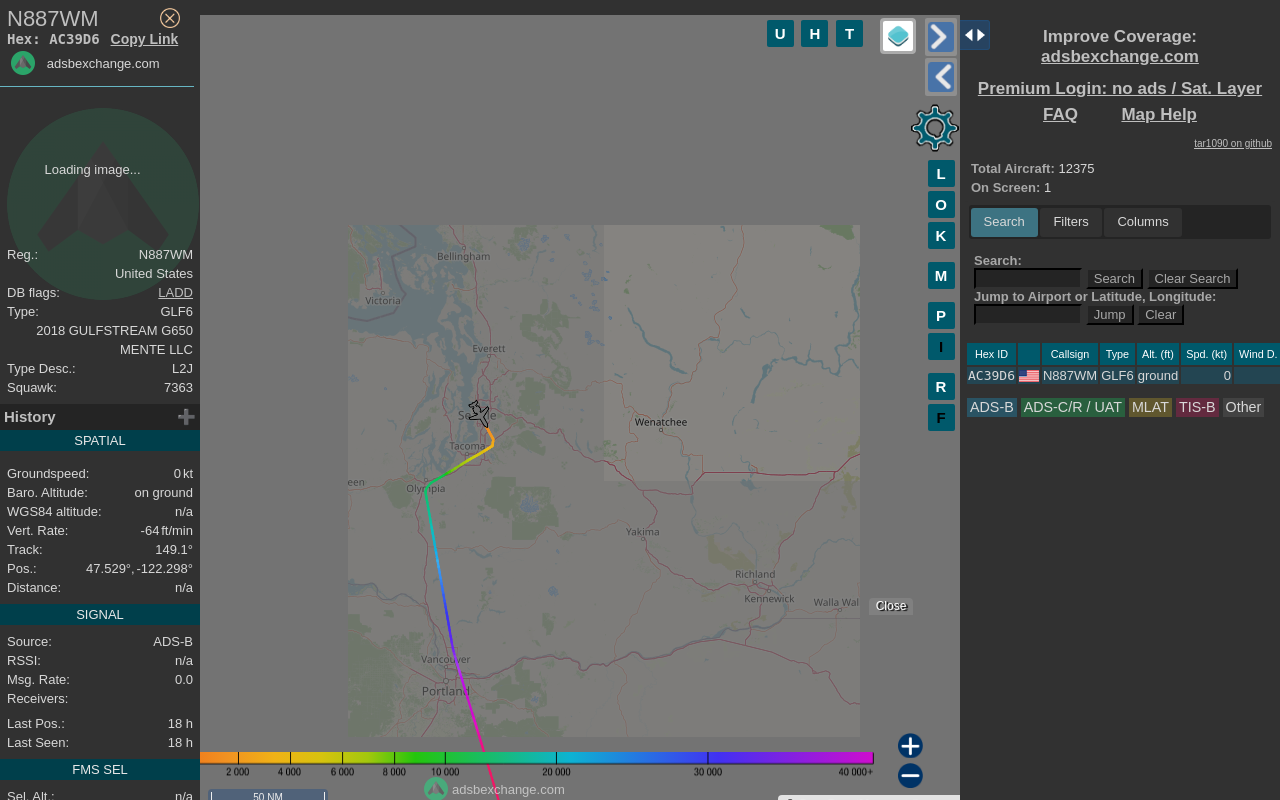 N887WM
Hex: AC39D6 Copy Link
adsbexchange.com
Loading image...
Reg.: N887WM
United States
DB flags: LADD
Type: GLF6
2018 GULFSTREAM G650
MENTE LLC
Type Desc.: L2J
Squawk: 7363
History
SPATIAL
Groundspeed: 0 kt
Baro. Altitude: on ground
WGS84 altitude: n/a
Vert. Rate: -64 ft/min
Track: 149.1°
Pos.: 47.529°, -122.298°
Distance: n/a
SIGNAL
Source: ADS-B
RSSI: n/a
Msg. Rate: 0.0
Receivers:
Last Pos.: 18 h
Last Seen: 18 h
FMS SEL
Sel. Alt.: n/a
U H T
L
O
K
M
P
I
R
F
Bellingham
Victoria
Everett
Wenatchee
Tacoma
een
Olympia
Yakima
Richland
Kennewick
Walla Wal
Vancouver
Portland
Close
2 000 4 000 6 000 8 000 10 000 20 000 30 000 40 000+
adsbexchange.com
50 NM
Improve Coverage:
adsbexchange.com
Premium Login: no ads / Sat. Layer
FAQ Map Help
tar1090 on github
Total Aircraft: 12375
On Screen: 1
Search Filters Columns
Search:
Search Clear Search
Jump to Airport or Latitude, Longitude:
Jump Clear
Hex ID Callsign Type Alt. (ft) Spd. (kt) Wind D.
AC39D6 N887WM GLF6 ground 0
ADS-B ADS-C/R / UAT MLAT TIS-B Other